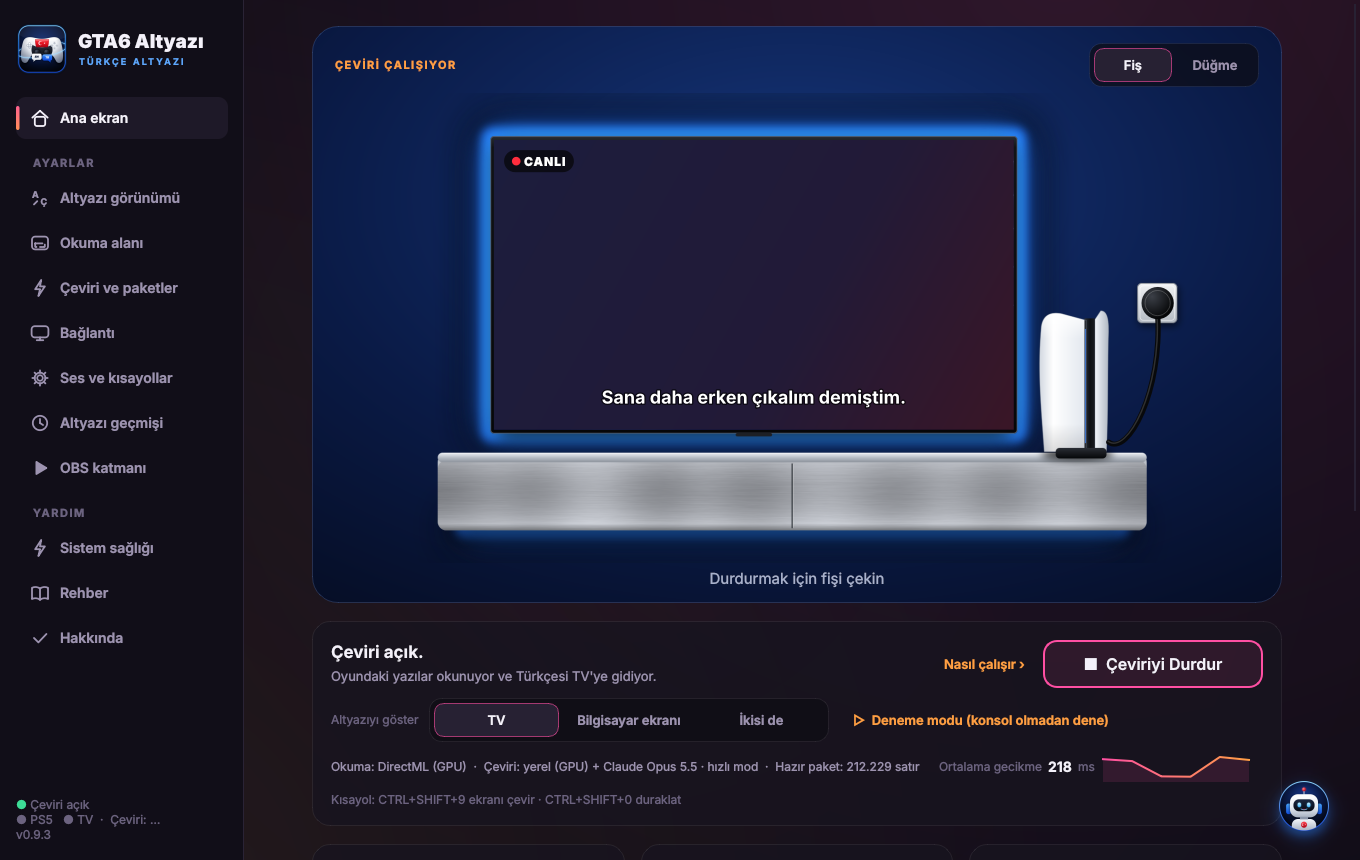 GTA6 Altyazı
TÜRKÇE ALTYAZI
Ana ekran
AYARLAR
Altyazı görünümü
Okuma alanı
Çeviri ve paketler
Bağlantı
Ses ve kısayollar
Altyazı geçmişi
OBS katmanı
YARDIM
Sistem sağlığı
Rehber
Hakkında
Çeviri açık
PS5 TV · Çeviri: ...
v0.9.3
ÇEVİRİ ÇALIŞIYOR
Fiş Düğme
CANLI
Sana daha erken çıkalım demiştim.
Durdurmak için fişi çekin
Çeviri açık.
Oyundaki yazılar okunuyor ve Türkçesi TV'ye gidiyor.
Nasıl çalışır ›
Çeviriyi Durdur
Altyazıyı göster TV Bilgisayar ekranı İkisi de
Deneme modu (konsol olmadan dene)
Okuma: DirectML (GPU) · Çeviri: yerel (GPU) + Claude Opus 5.5 · hızlı mod · Hazır paket: 212.229 satır
Ortalama gecikme 218 ms
Kısayol: CTRL+SHIFT+9 ekranı çevir · CTRL+SHIFT+0 duraklat